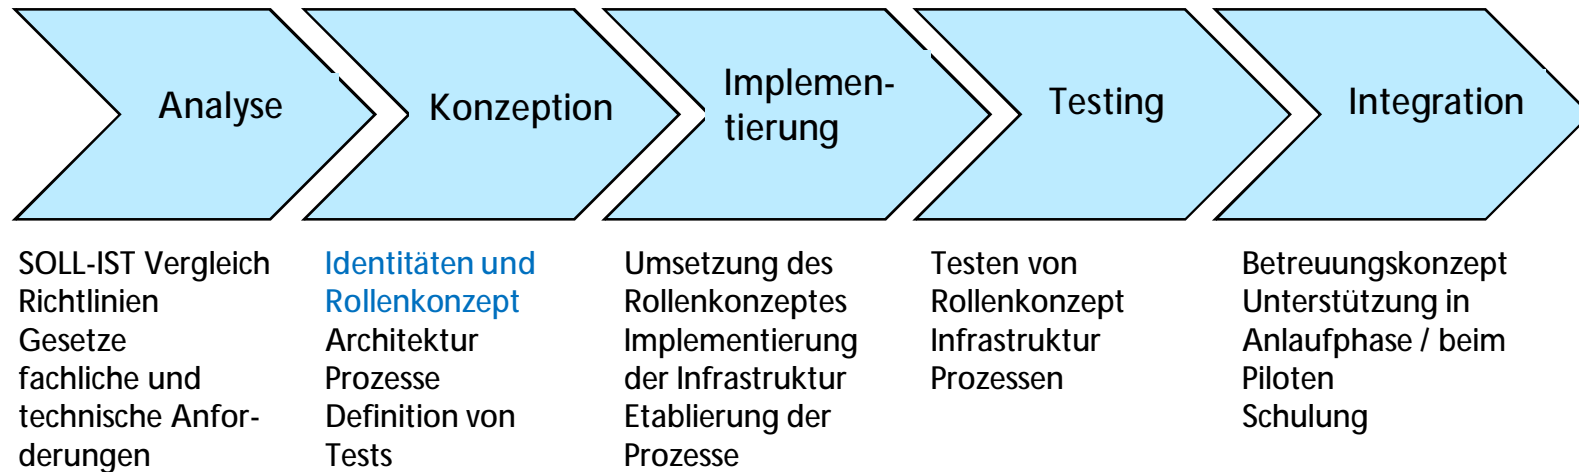 Analyse
Konzeption
Implemen-
tierung
Testing
Integration
SOLL-IST Vergleich
Richtlinien
Gesetze
fachliche und
technische Anfor-
derungen
Identitäten und
Rollenkonzept
Architektur
Prozesse
Definition von
Tests
Umsetzung des
Rollenkonzeptes
Implementierung
der Infrastruktur
Etablierung der
Prozesse
Testen von
Rollenkonzept
Infrastruktur
Prozessen
Betreuungskonzept
Unterstützung in
Anlaufphase / beim
Piloten
Schulung